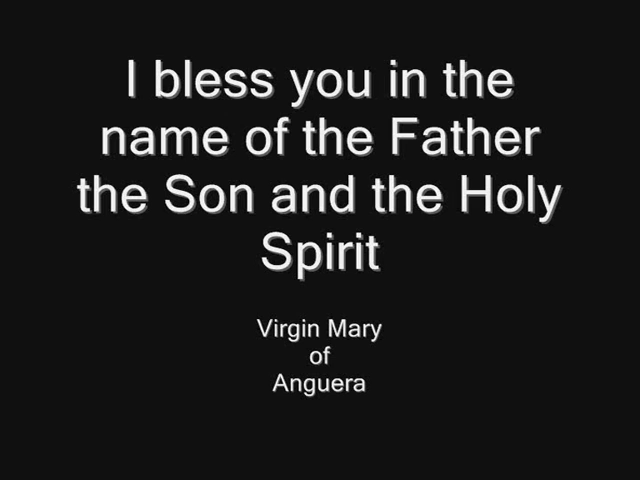 I bless you in the
name of the Father
the Son and the Holy
Spirit
Virgin Mary
of
Anguera